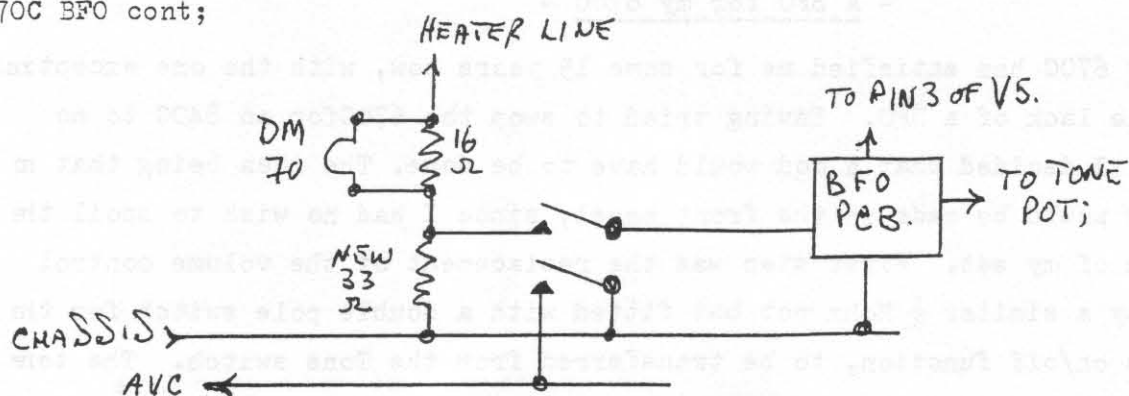 70C BFO cont;
HEATER LINE
DM
70
16
Ω
TO PIN 3 OF V5.
BFO
PCB.
TO TONE
POT;
NEW
33
Ω
CHASSIS
AVC